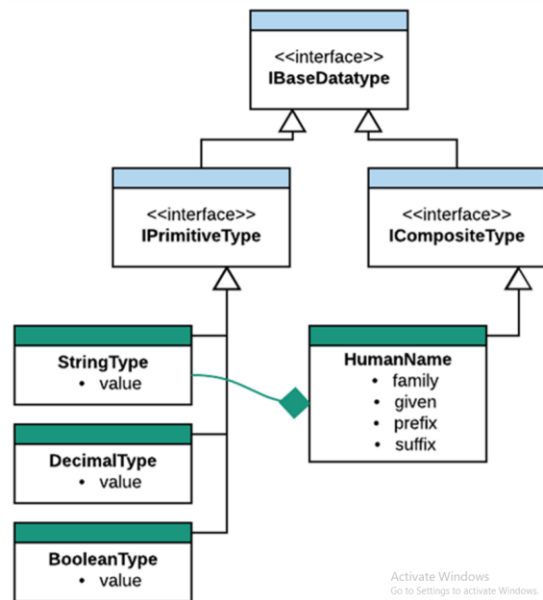 <<interface>>
IBaseDatatype
<<interface>>
IPrimitiveType
<<interface>>
ICompositeType
StringType
• value
HumanName
• family
• given
• prefix
• suffix
DecimalType
• value
BooleanType
• value
Activate Windows
Go to Settings to activate Windows.